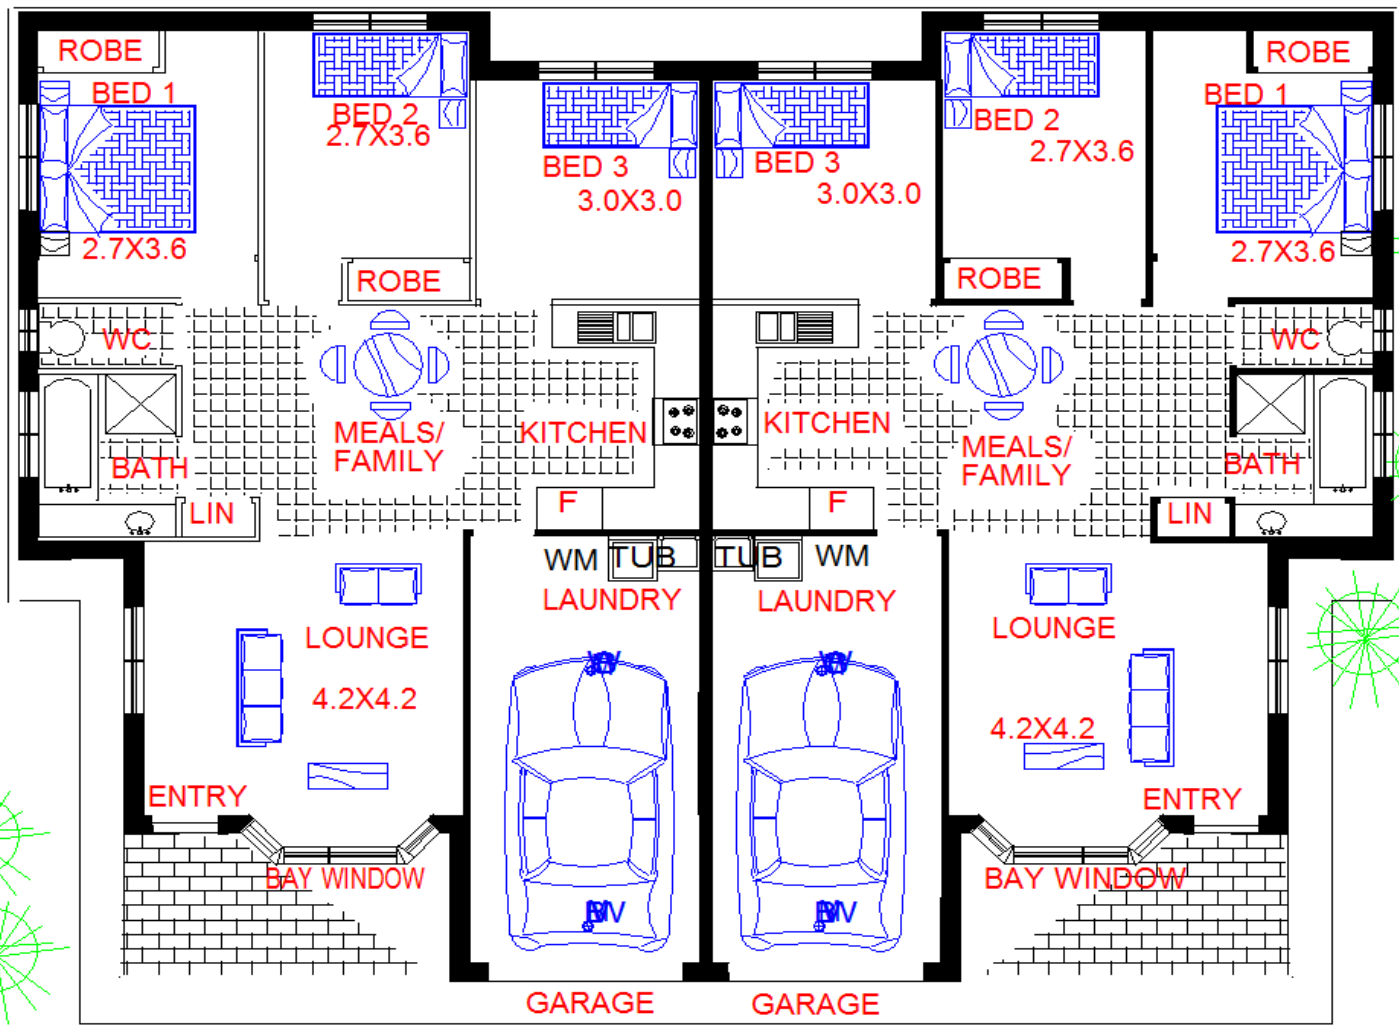 ROBE
BED 1
2.7X3.6
BED 2
2.7X3.6
ROBE
BED 3
3.0X3.0
BED 3
3.0X3.0
BED 2
2.7X3.6
ROBE
ROBE
BED 1
2.7X3.6
WC
BATH
LIN
MEALS/
FAMILY
KITCHEN
F
KITCHEN
F
MEALS/
FAMILY
WC
BATH
LIN
WM
TUB
LAUNDRY
TUB
WM
LAUNDRY
LOUNGE
4.2X4.2
LOUNGE
4.2X4.2
ENTRY
BAY WINDOW
ENTRY
BAY WINDOW
GARAGE
GARAGE